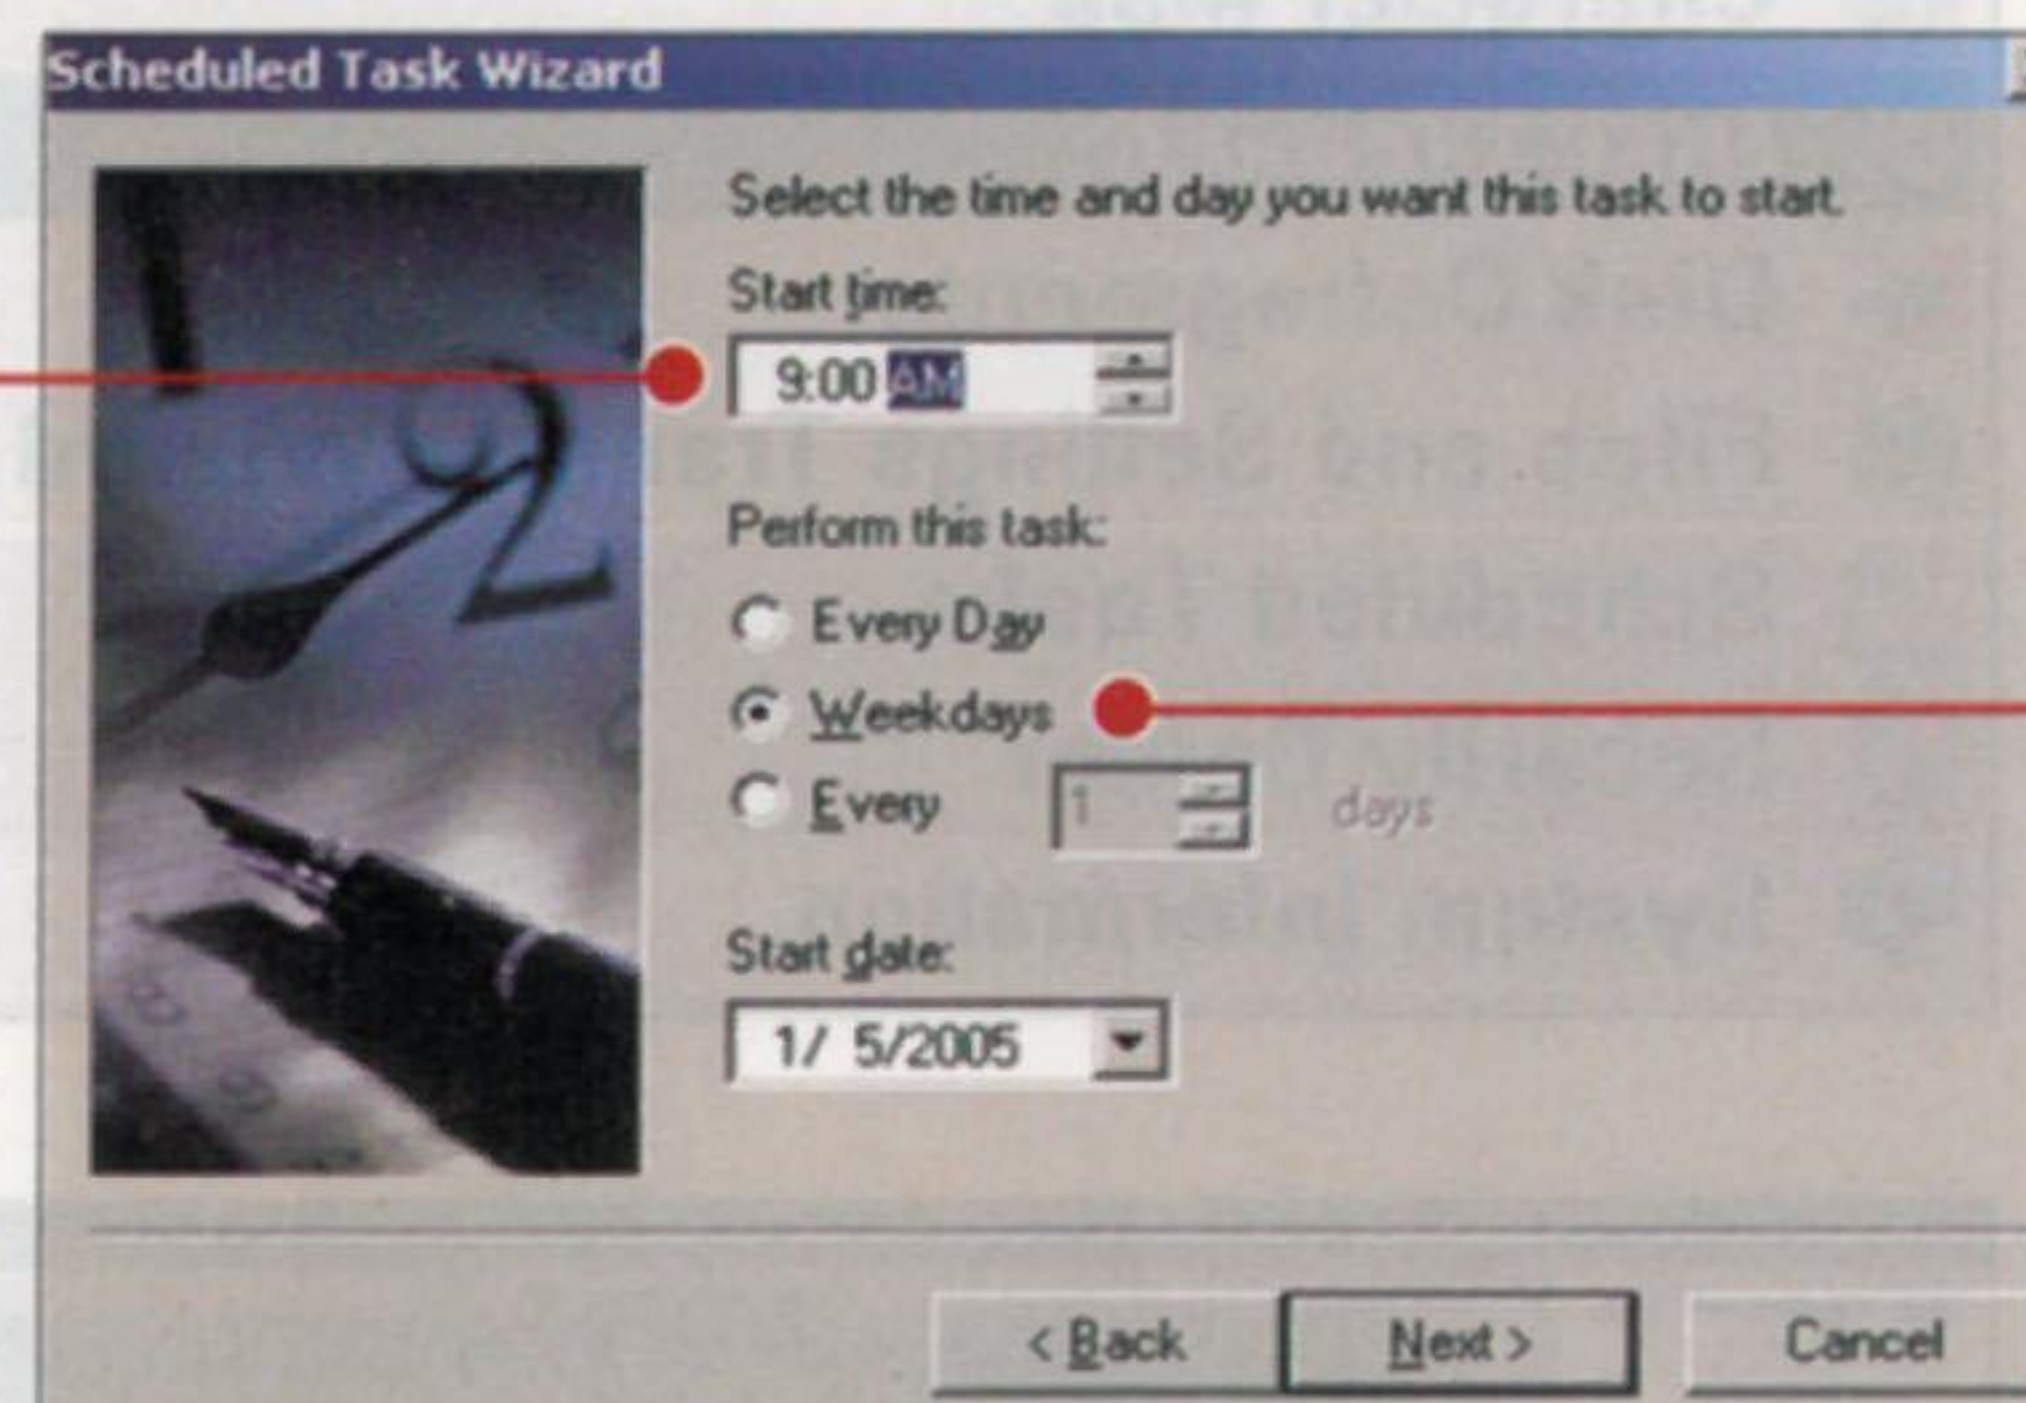 Scheduled Task Wizard
Select the time and day you want this task to start.
Start time:
9:00 AM
Perform this task:
Every Day
Weekdays
Every 1 days
Start date:
1/ 5/2005
< Back Next > Cancel